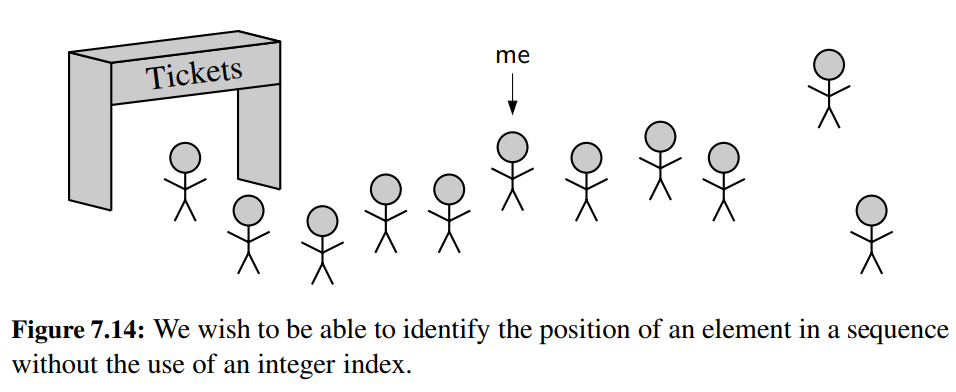 Tickets
me
Figure 7.14: We wish to be able to identify the position of an element in a sequence
without the use of an integer index.